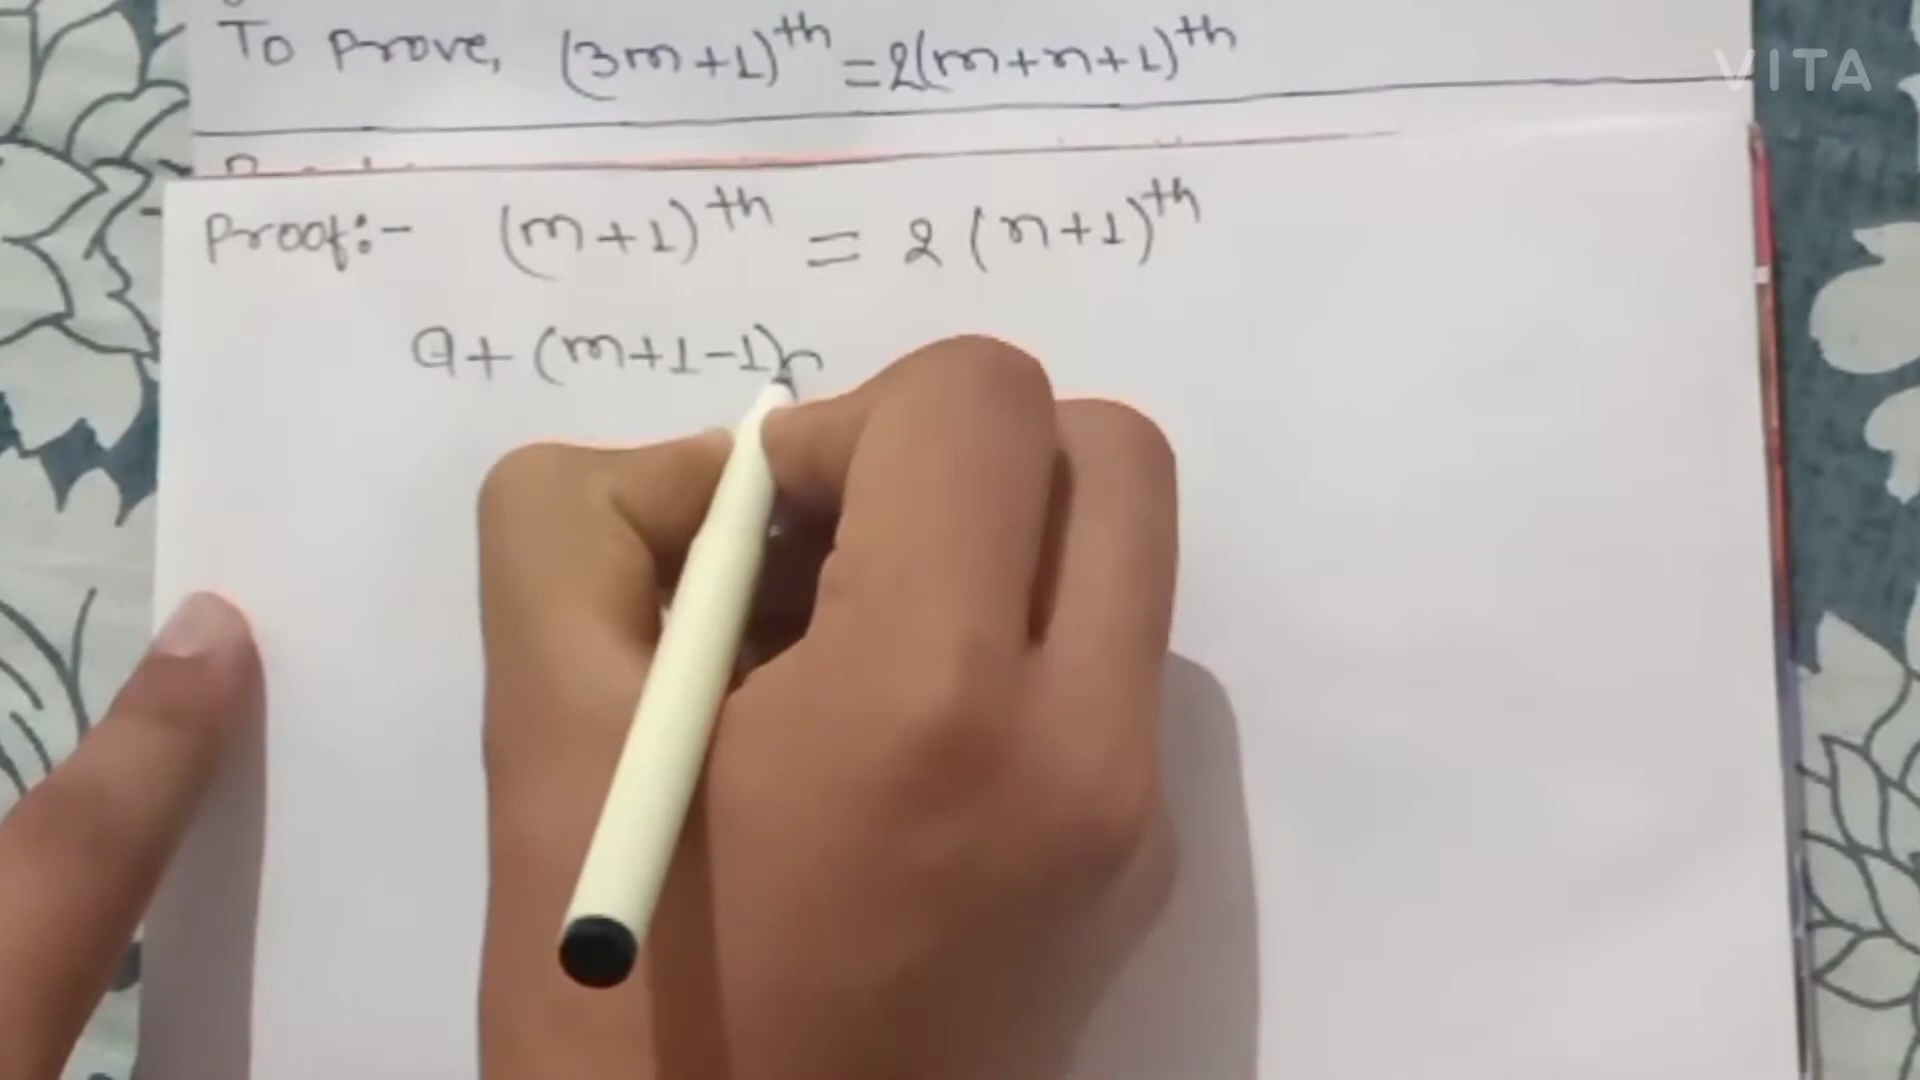 To Prove, (3m+1)th = 2(m+n+1)th
VITA
Proof:- (m+1)th = 2 (n+1)th
a+(m+1-1)